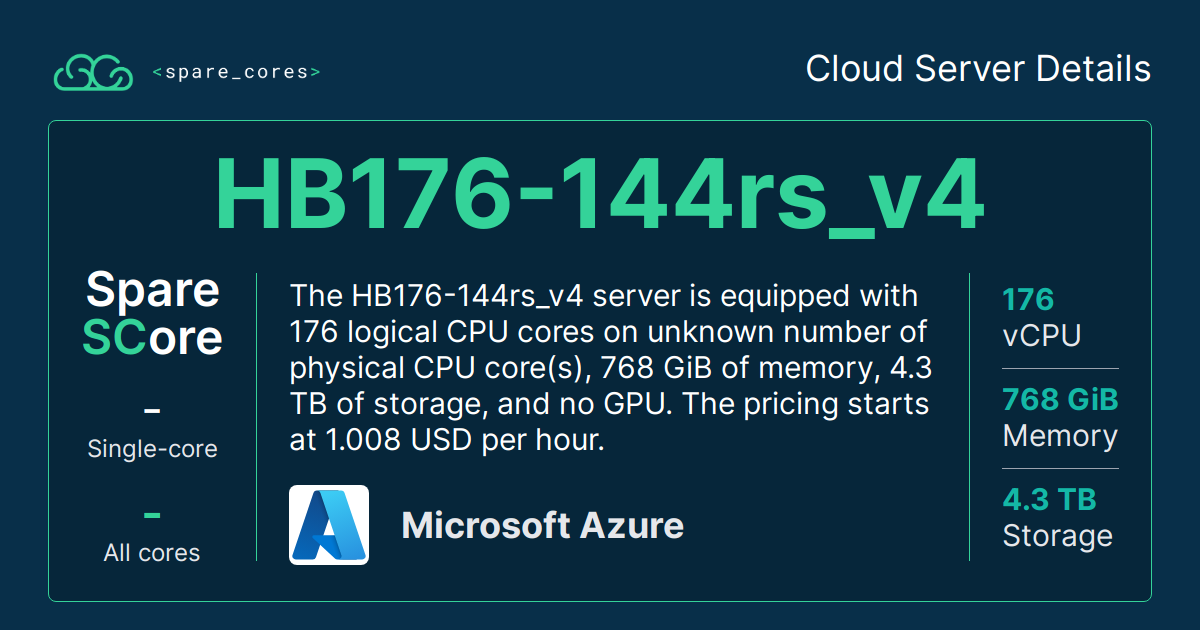 <spare_cores>
Cloud Server Details
HB176-144rs_v4
Spare
SCore
–
Single-core
–
All cores
The HB176-144rs_v4 server is equipped with
176 logical CPU cores on unknown number of
physical CPU core(s), 768 GiB of memory, 4.3
TB of storage, and no GPU. The pricing starts
at 1.008 USD per hour.
Microsoft Azure
176
vCPU
768 GiB
Memory
4.3 TB
Storage